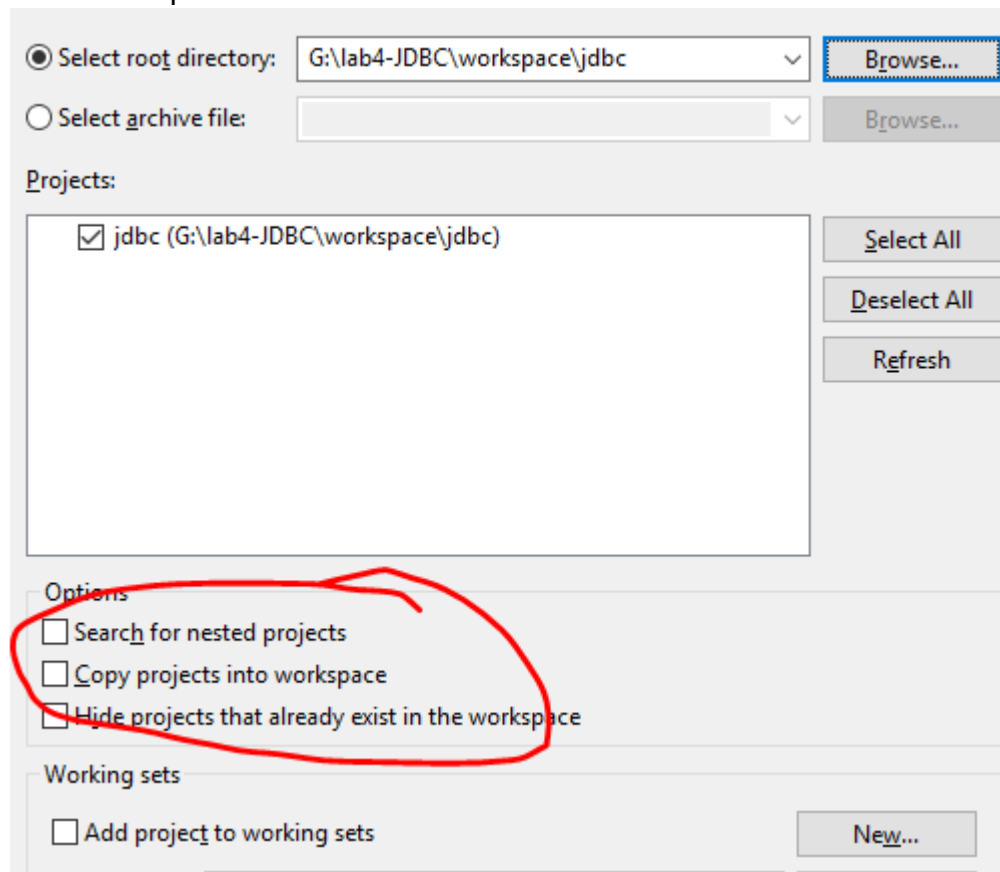 Select root directory: G:\lab4-JDBC\workspace\jdbc Browse...
Select archive file: Browse...
Projects:
jdbc (G:\lab4-JDBC\workspace\jdbc)
Select All
Deselect All
Refresh
Options
Search for nested projects
Copy projects into workspace
Hide projects that already exist in the workspace
Working sets
Add project to working sets New...